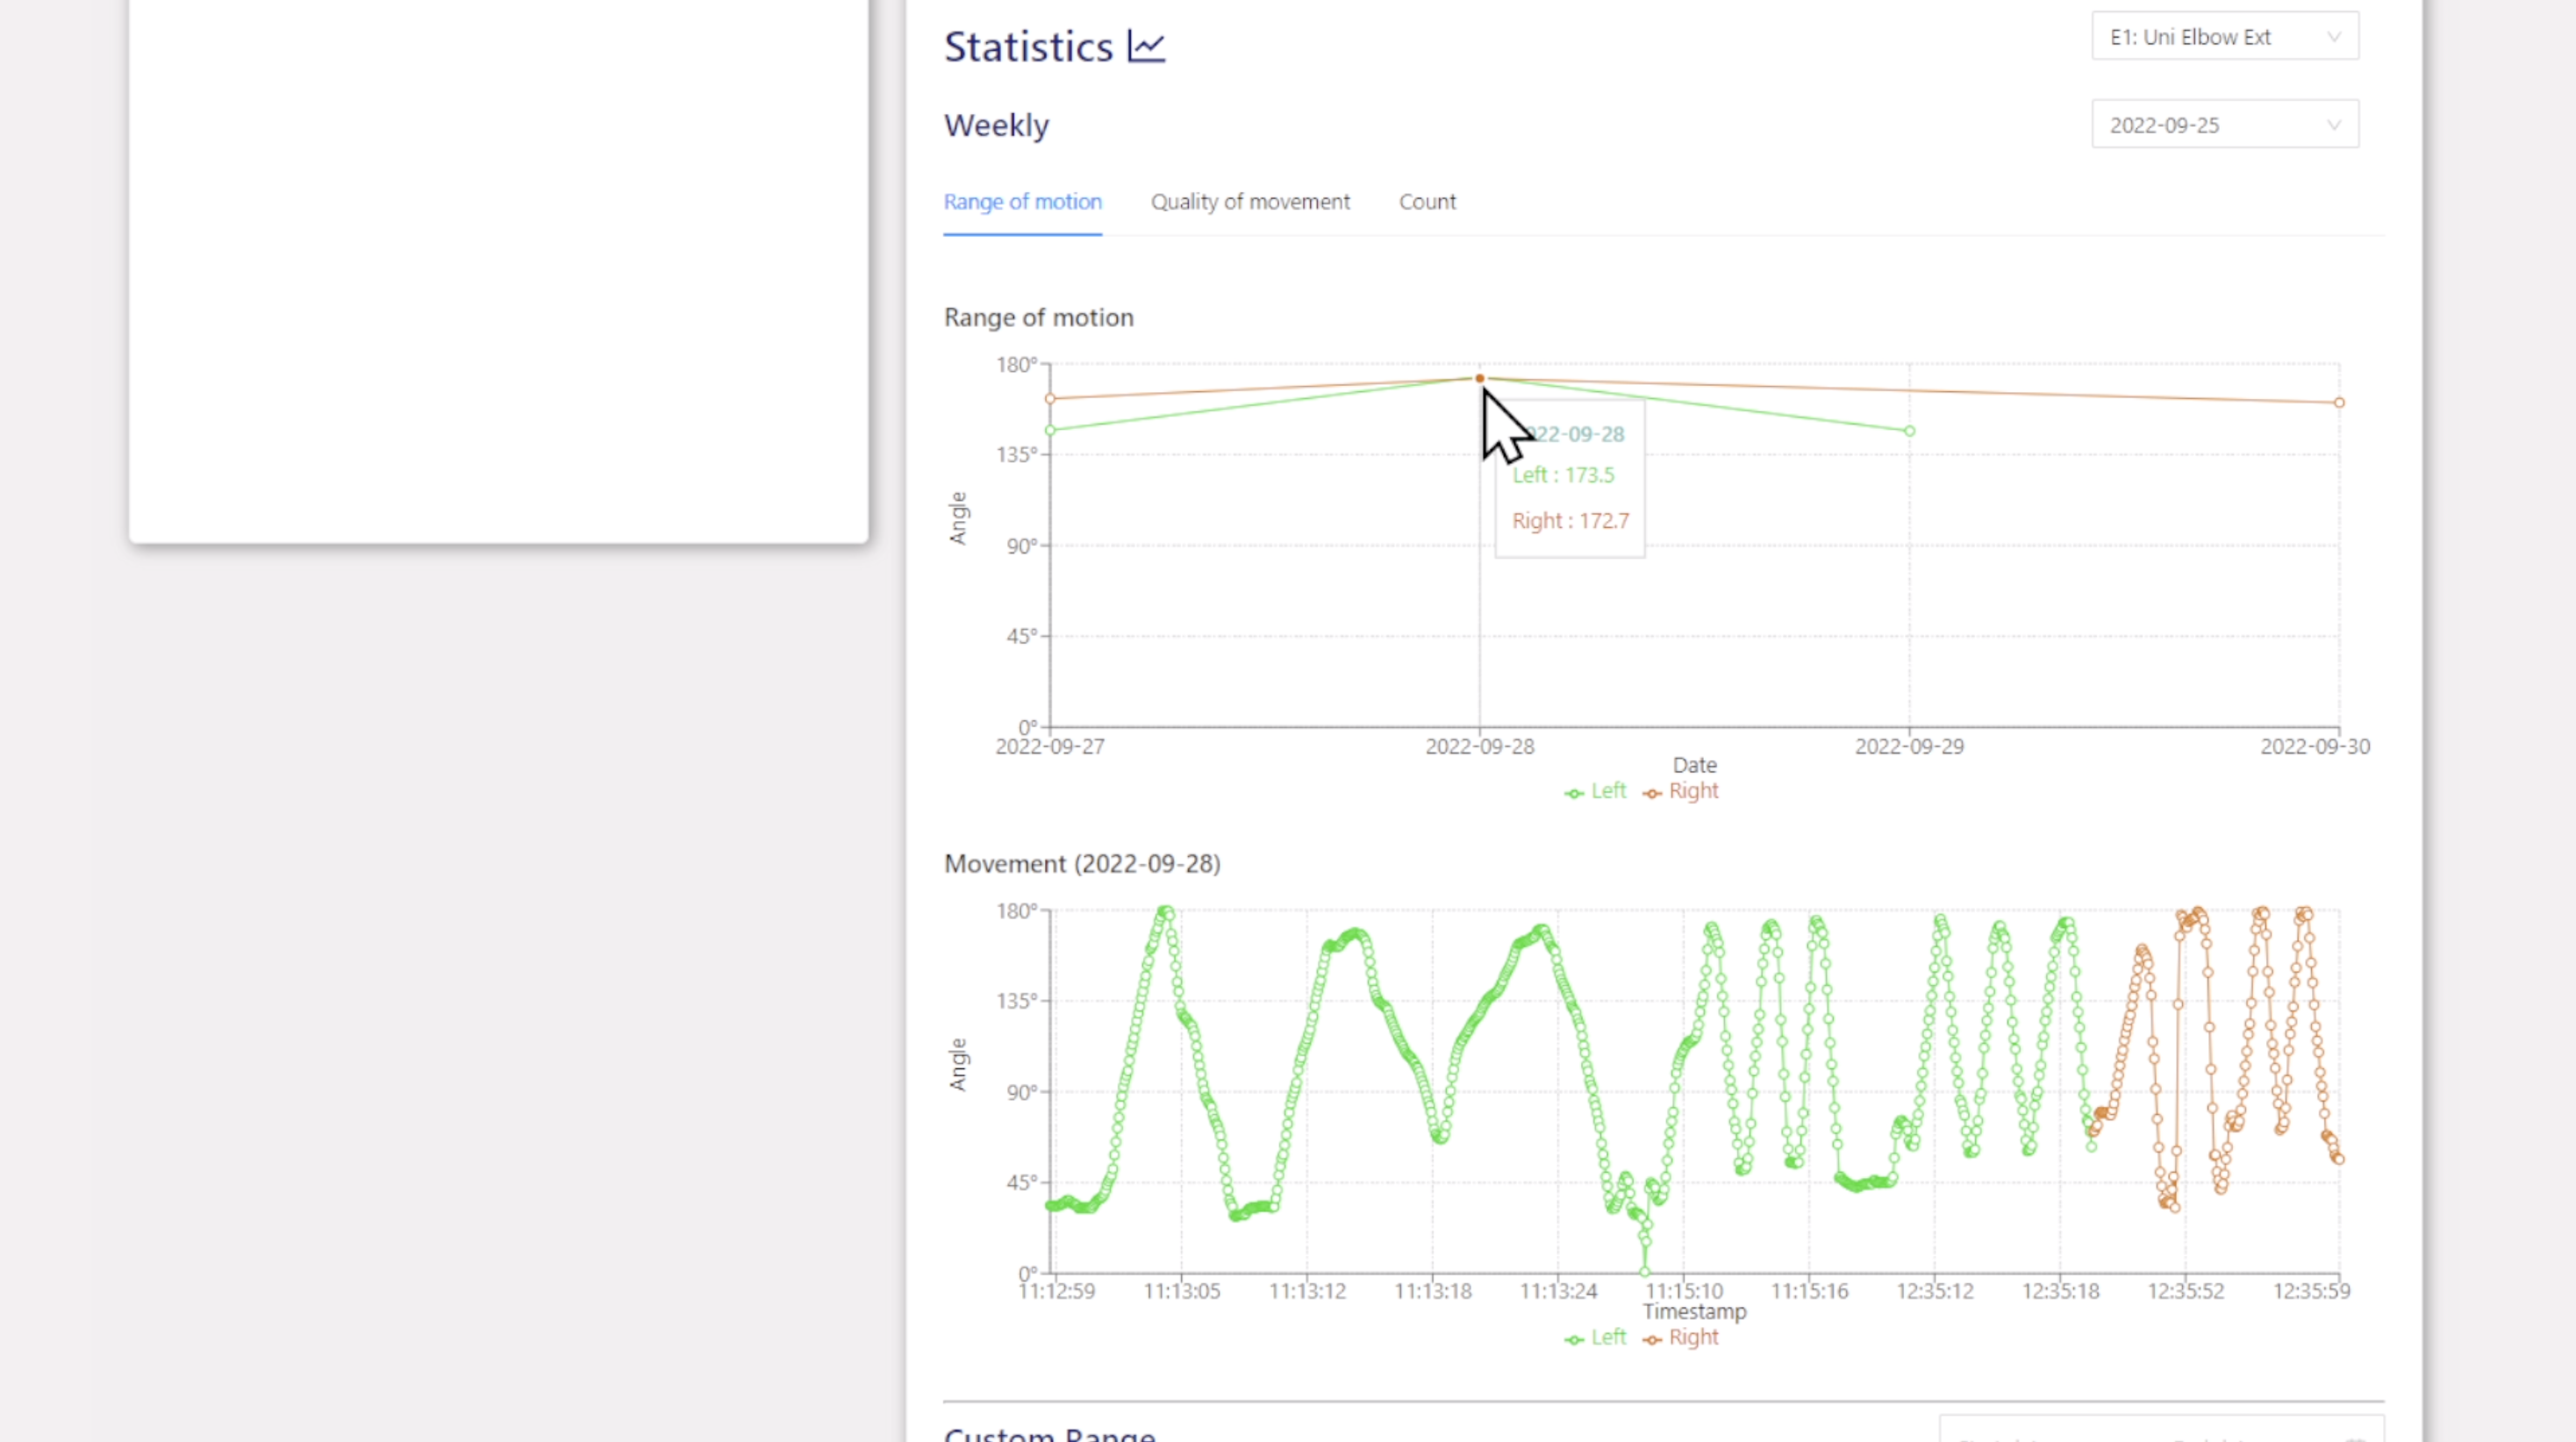 Statistics
E1: Uni Elbow Ext
Weekly
2022-09-25
Range of motion Quality of movement Count
Range of motion
180°
135°
90°
45°
0°
Angle
22-09-28
Left : 173.5
Right : 172.7
2022-09-27 2022-09-28 2022-09-29 2022-09-30
Date
Left Right
Movement (2022-09-28)
180°
135°
90°
45°
0°
Angle
11:12:59 11:13:05 11:13:12 11:13:18 11:13:24 11:15:10 11:15:16 12:35:12 12:35:18 12:35:52 12:35:59
Timestamp
Left Right
Custom Range